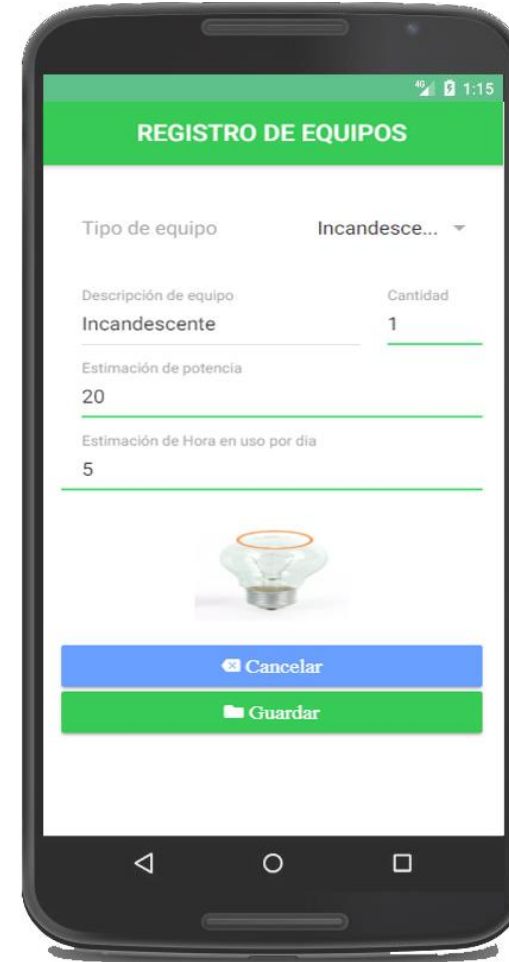 4G 1:15
REGISTRO DE EQUIPOS
Tipo de equipo Incandesce...
Descripción de equipo Cantidad
Incandescente 1
Estimación de potencia
20
Estimación de Hora en uso por dia
5
Cancelar
Guardar